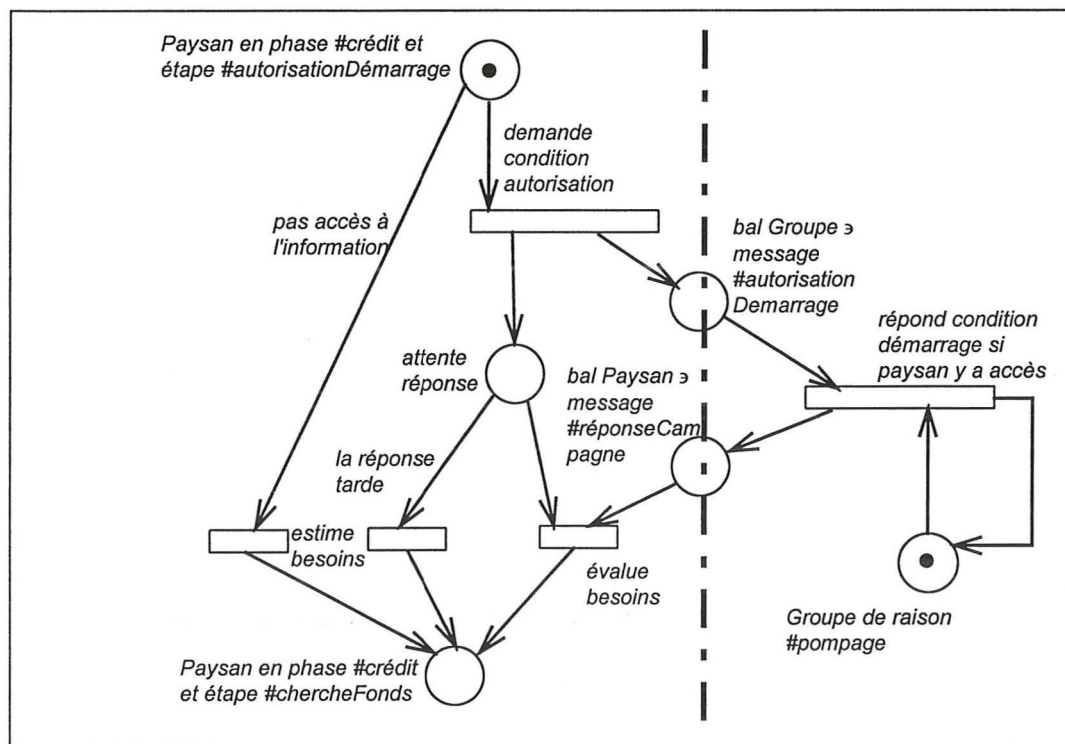 Paysan en phase #crédit et
étape #autorisationDémarrage
demande
condition
autorisation
pas accès à
l'information
bal Groupe ϶
message
#autorisation
Demarrage
répond condition
démarrage si
paysan y a accès
attente
réponse
bal Paysan ϶
message
#réponseCam
pagne
la réponse
tarde
estime
besoins
évalue
besoins
Groupe de raison
#pompage
Paysan en phase #crédit
et étape #chercheFonds